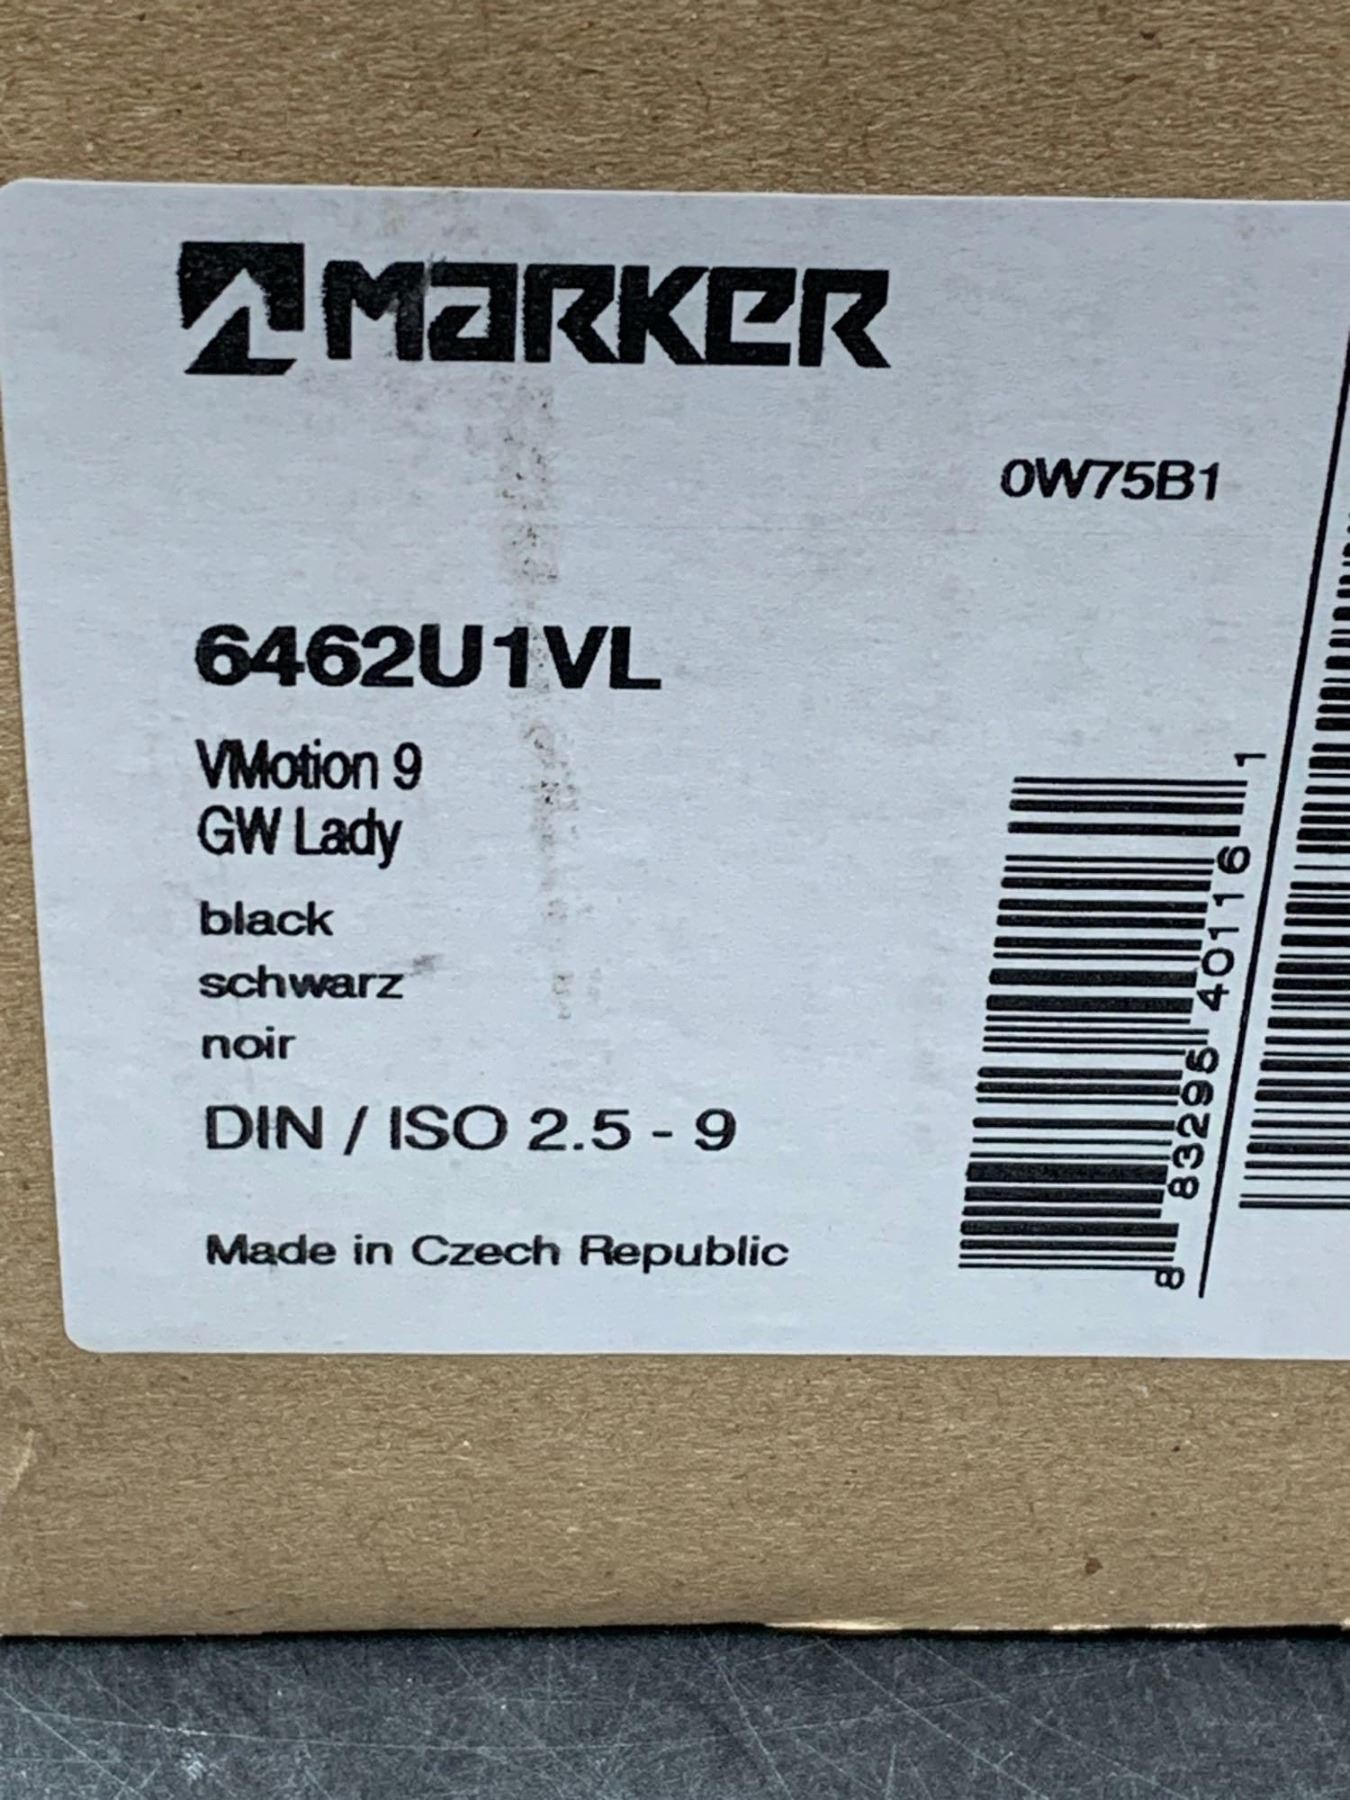 MARKER
0W75B1
6462U1VL
VMotion 9
GW Lady
black
schwarz
noir
DIN / ISO 2.5 - 9
Made in Czech Republic
8 83295 40116 1